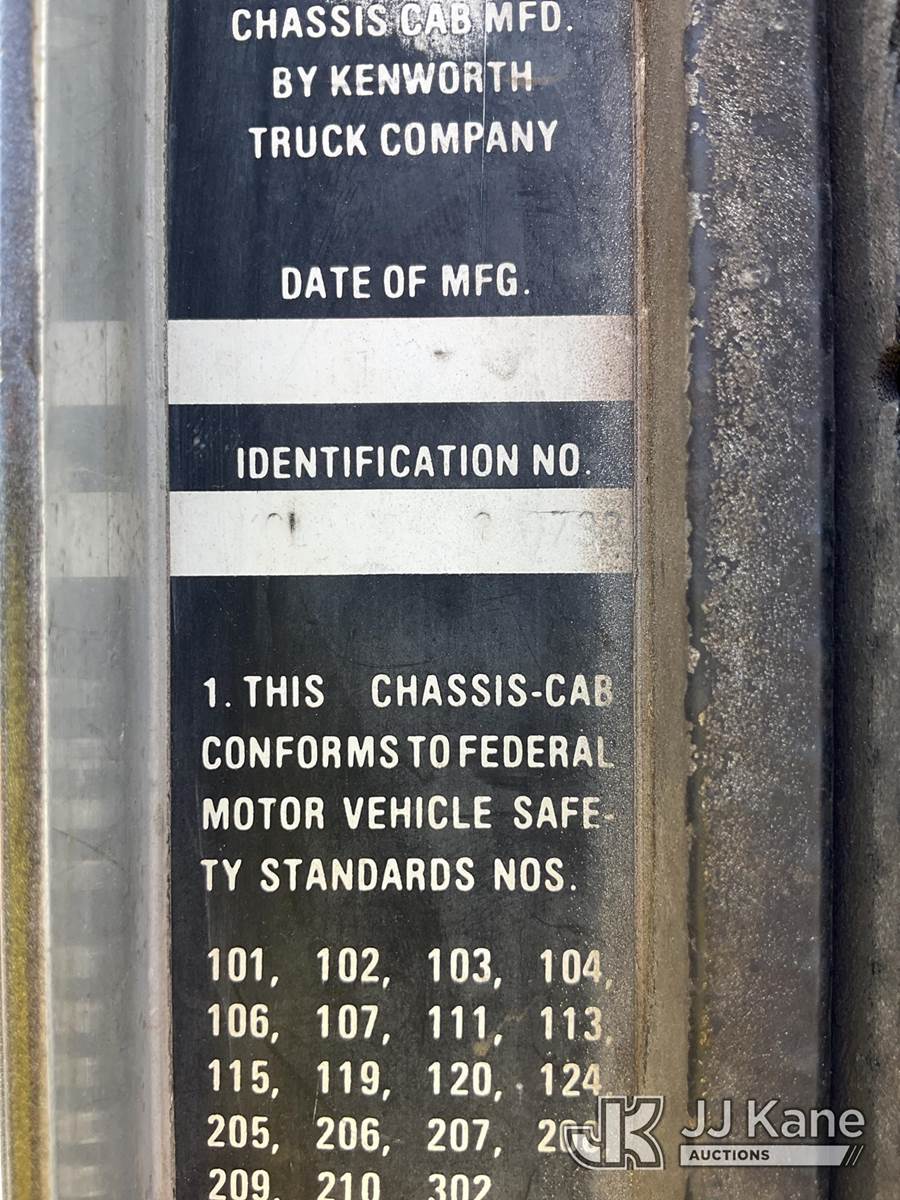 CHASSIS CAB MFD.
BY KENWORTH
TRUCK COMPANY
DATE OF MFG.
IDENTIFICATION NO.
1. THIS CHASSIS-CAB
CONFORMS TO FEDERAL
MOTOR VEHICLE SAFE-
TY STANDARDS NOS.
101, 102, 103, 104,
106, 107, 111, 113,
115, 119, 120, 124
205, 206, 207,
209, 210 302
JK JJ Kane
AUCTIONS